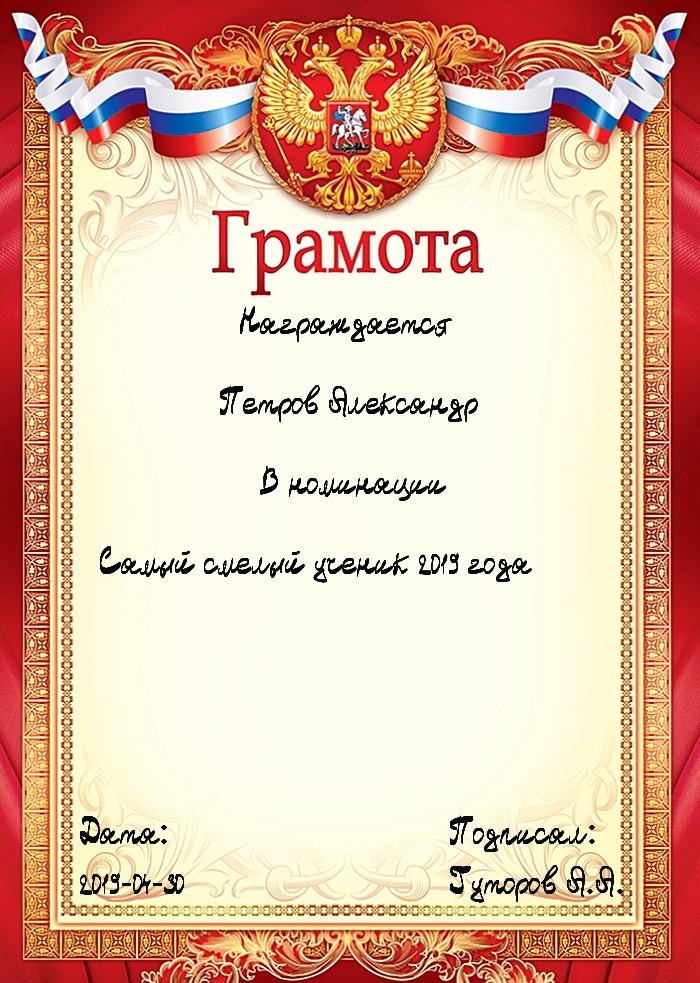 Грамота
Награждается
Петров Александр
В номинации
Самый смелый ученик 2019 года
Дата:
Подписал:
2019-04-30
Гуторов А.А.